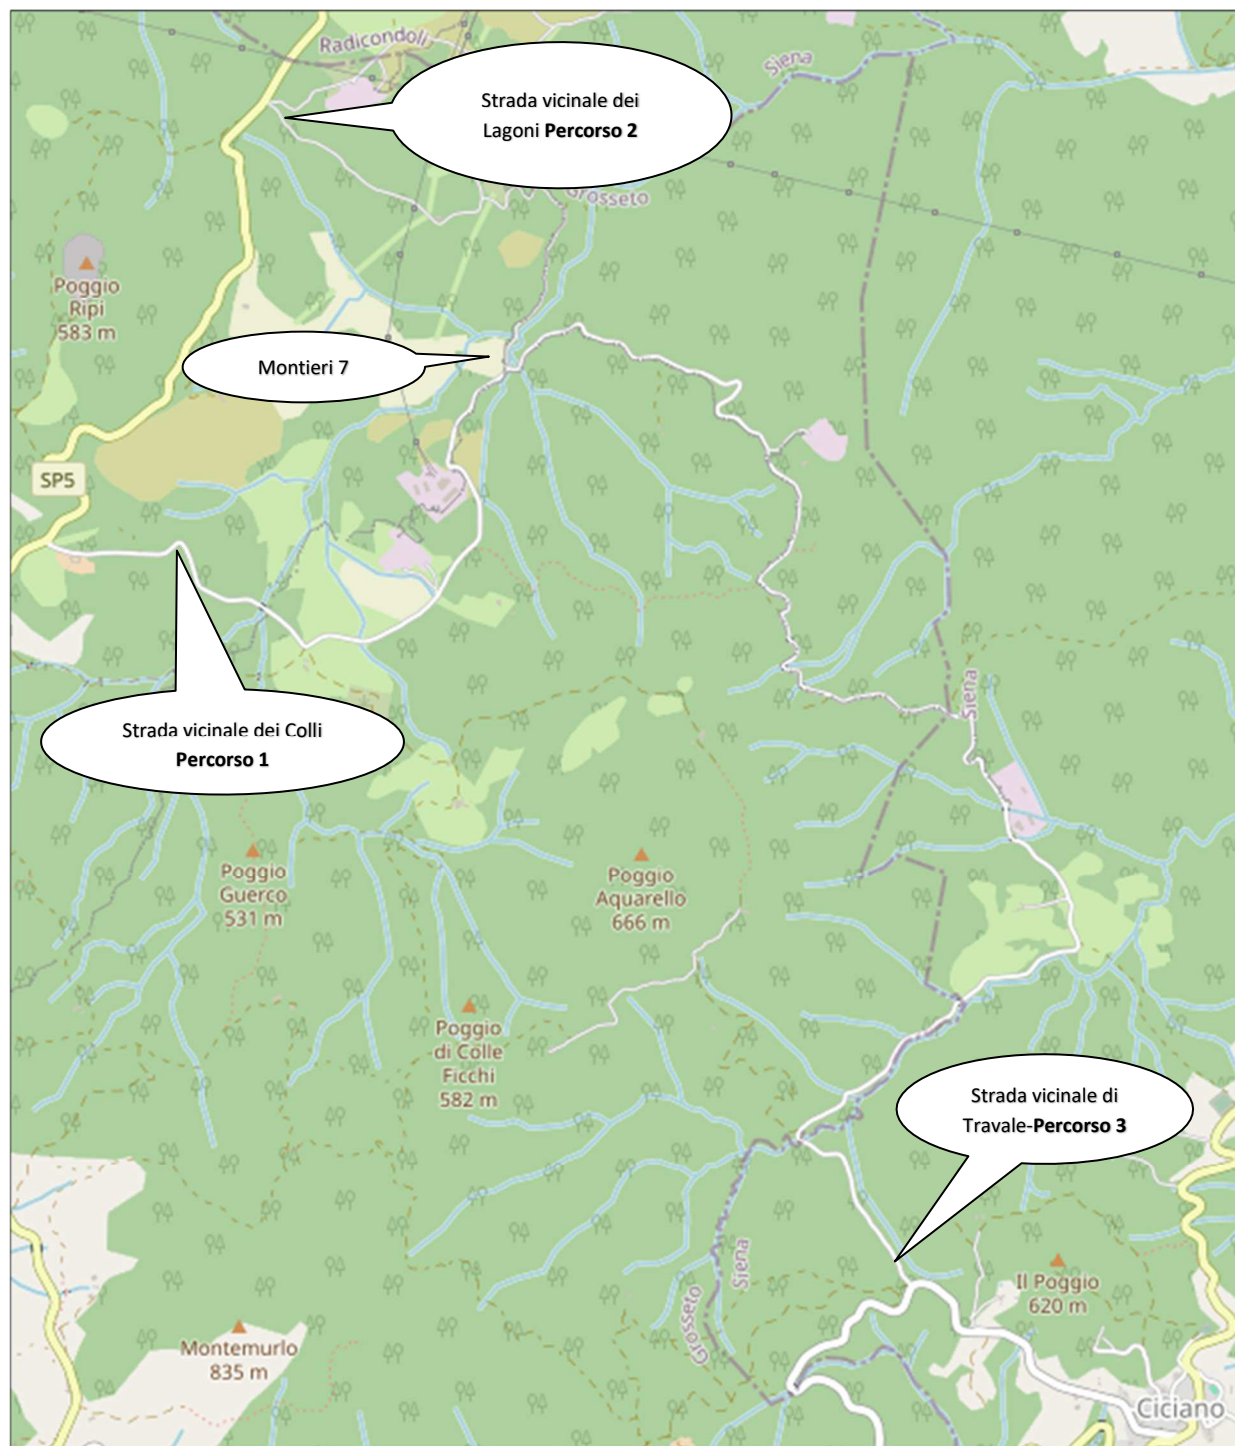 Radicondoli
Siena
Strada vicinale dei
Lagoni Percorso 2
Grosseto
Poggio
Ripi
583 m
Montieri 7
SP5
Siena
Strada vicinale dei Colli
Percorso 1
Poggio
Guerco
531 m
Poggio
Aquarello
666 m
Poggio
di Colle
Ficchi
582 m
Strada vicinale di
Travale-Percorso 3
Siena
Grosseto
Il Poggio
620 m
Montemurlo
835 m
Ciciano